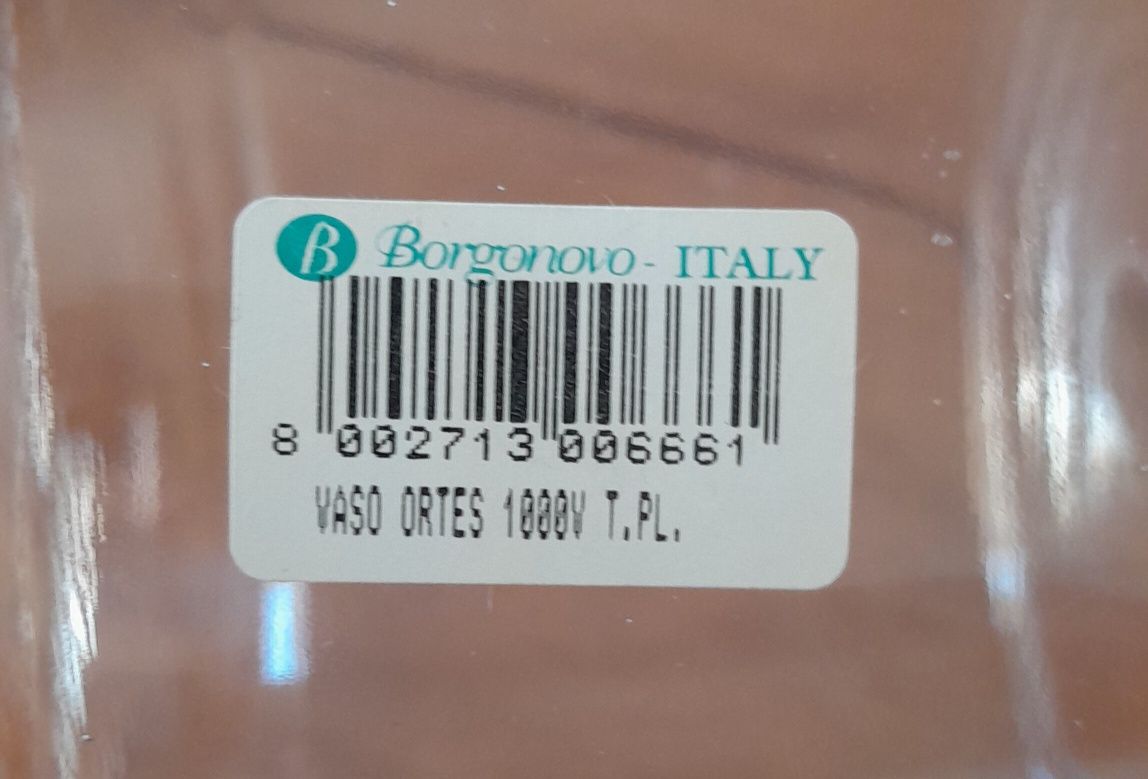 B Borgonovo - ITALY
8 002713 006661
VASO ORTES 1000V T.PL.